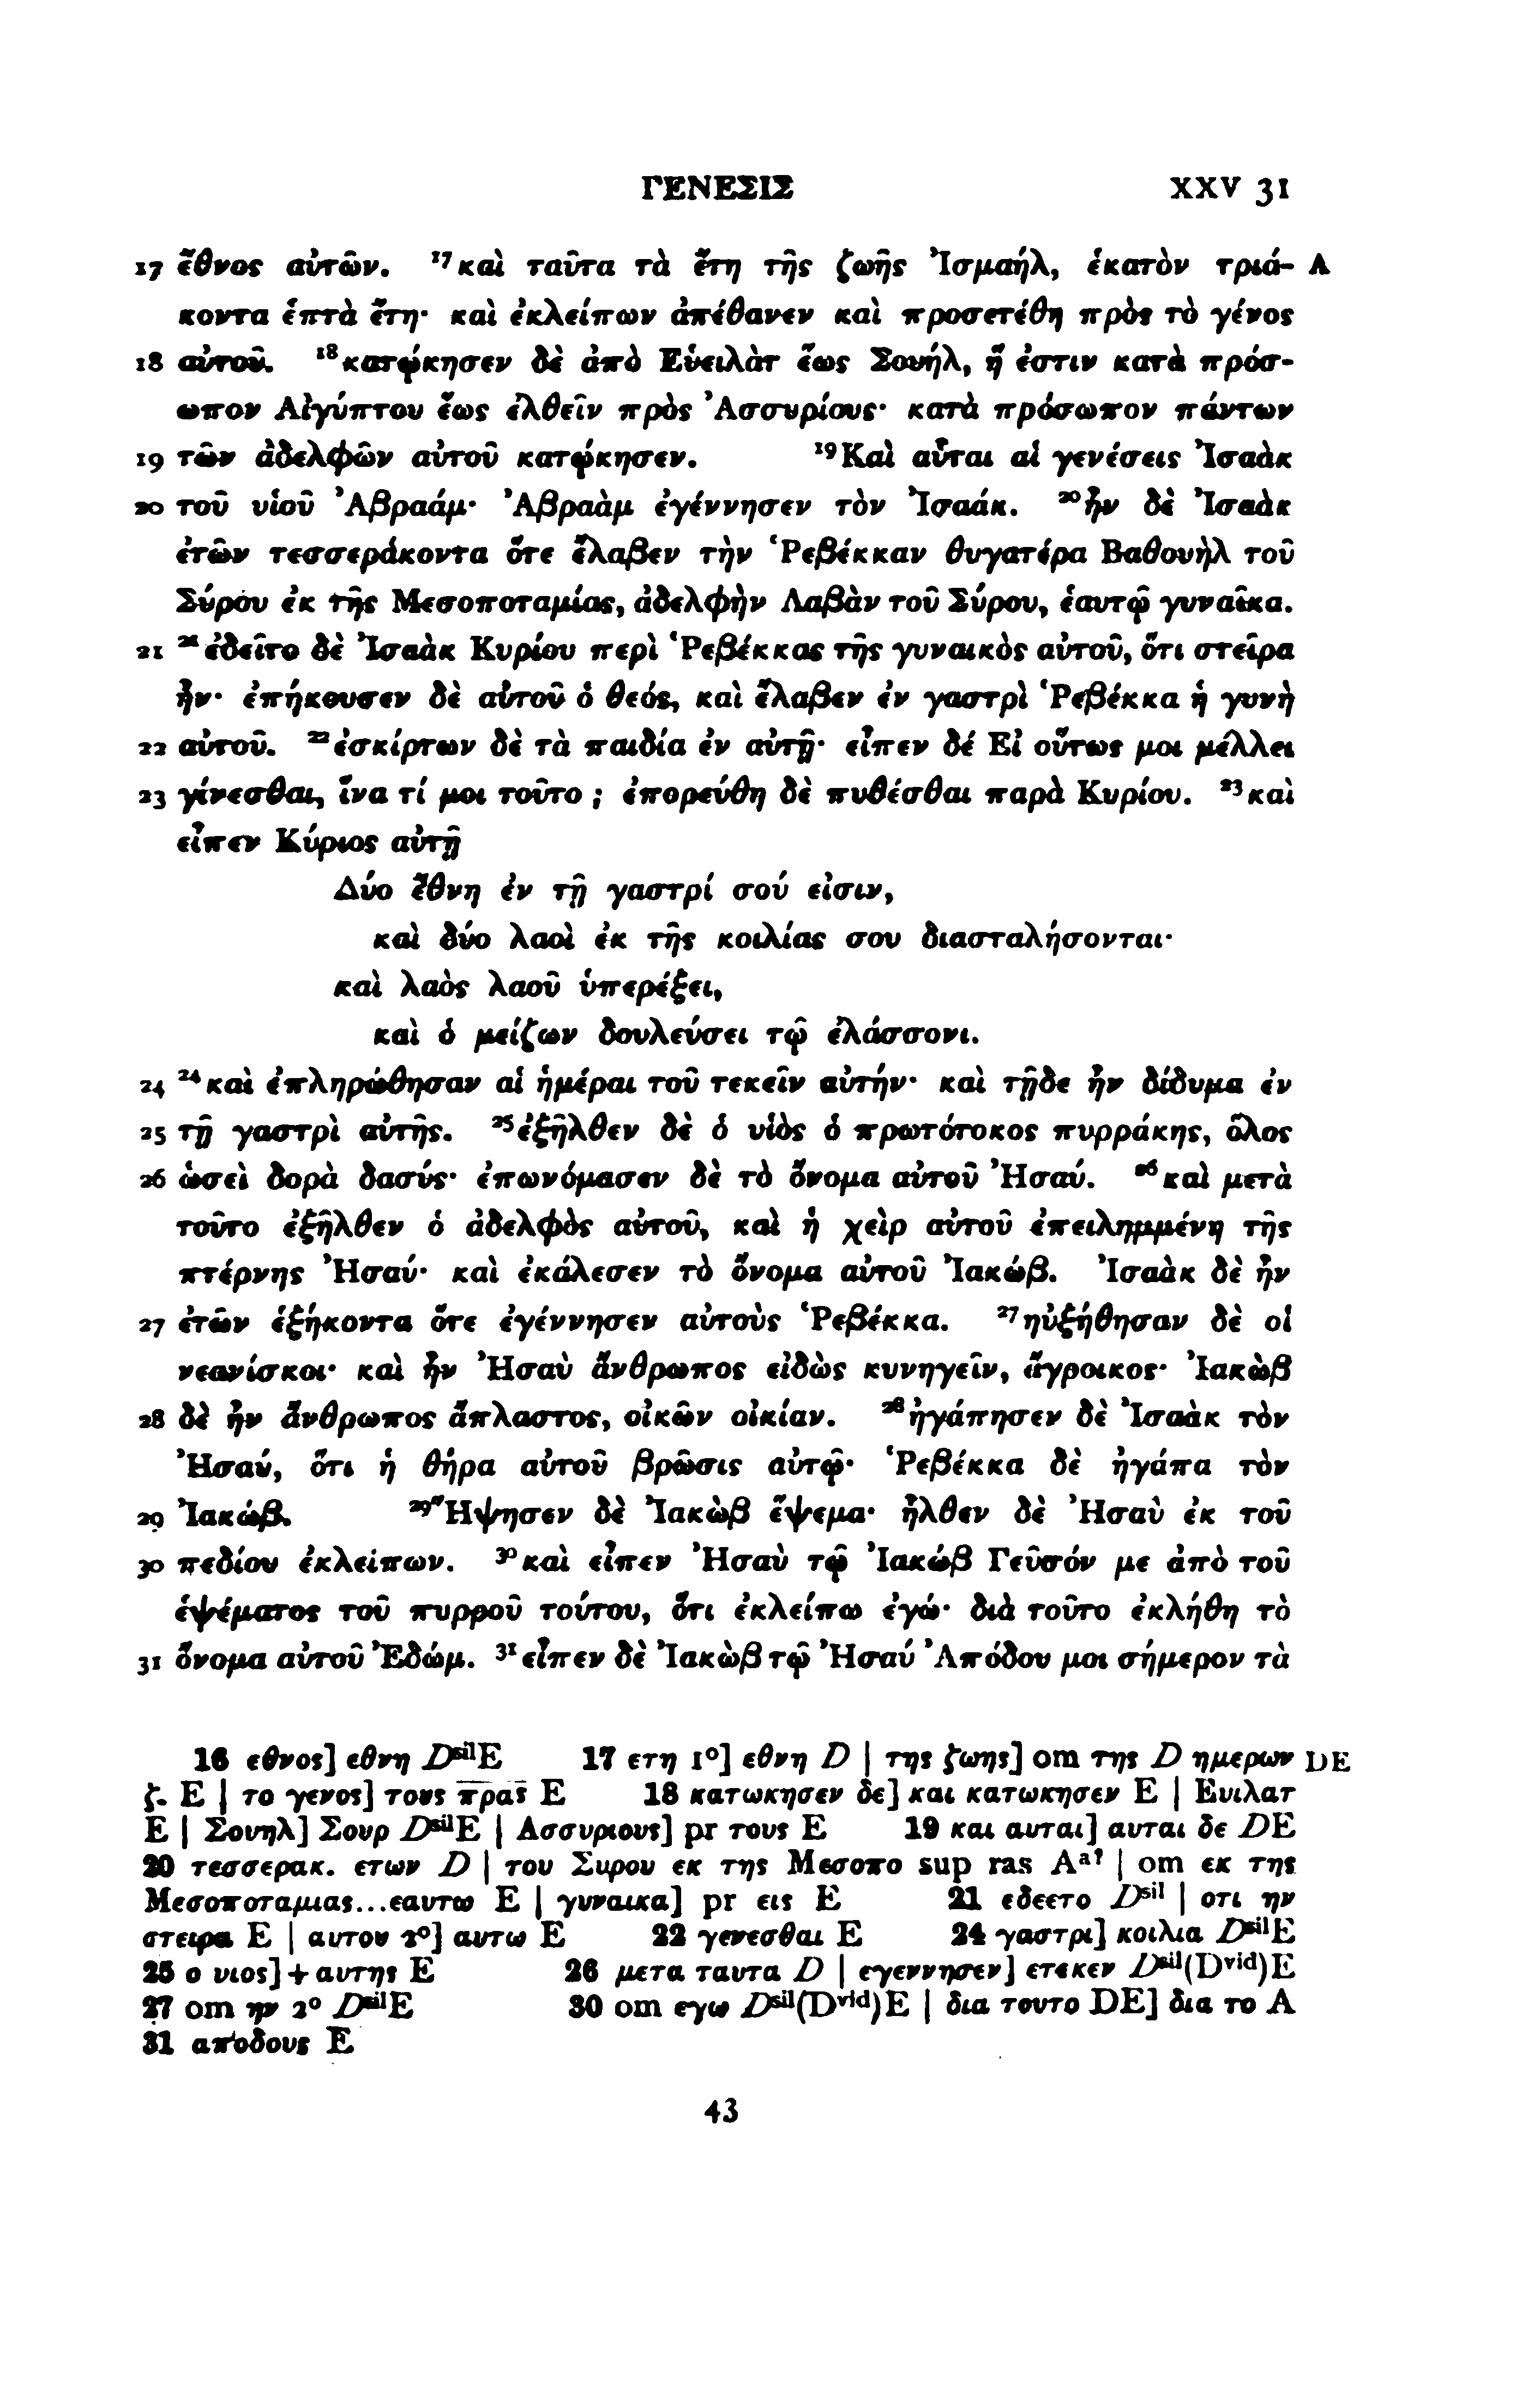 ΓΕΝΕΣΙΣ XXV 31
17 ἔθνος αὐτῶν. ¹⁷καὶ ταῦτα τὰ ἔτη τῆς ζωῆς Ἰσμαήλ, ἑκατὸν τριά- A
κοντα ἑπτὰ ἔτη· καὶ ἐκλείπων ἀπέθανεν καὶ προσετέθη πρὸς τὸ γένος
18 αὐτοῦ. ¹⁸κατῴκησεν δὲ ἀπὸ Εὑειλὰτ ἕως Σουήλ, ἥ ἐστιν κατὰ πρόσ-
ωπον Αἰγύπτου ἕως ἐλθεῖν πρὸς Ἀσσυρίους· κατὰ πρόσωπον πάντων
19 τῶν ἀδελφῶν αὐτοῦ κατῴκησεν. ¹⁹Καὶ αὗται αἱ γενέσεις Ἰσαὰκ
20 τοῦ υἱοῦ Ἀβραάμ· Ἀβραὰμ ἐγέννησεν τὸν Ἰσαάκ. ²⁰ἦν δὲ Ἰσαὰκ
ἐτῶν τεσσεράκοντα ὅτε ἔλαβεν τὴν Ῥεβέκκαν θυγατέρα Βαθουὴλ τοῦ
Σύρου ἐκ τῆς Μεσοποταμίας, ἀδελφὴν Λαβὰν τοῦ Σύρου, ἑαυτῷ γυναῖκα.
21 ²¹ἐδεῖτο δὲ Ἰσαὰκ Κυρίου περὶ Ῥεβέκκας τῆς γυναικὸς αὐτοῦ, ὅτι στεῖρα
ἦν· ἐπήκουσεν δὲ αὐτοῦ ὁ θεός, καὶ ἔλαβεν ἐν γαστρὶ Ῥεβέκκα ἡ γυνὴ
22 αὐτοῦ. ²²ἐσκίρτων δὲ τὰ παιδία ἐν αὐτῇ· εἶπεν δέ Εἰ οὕτως μοι μέλλει
23 γίνεσθαι, ἵνα τί μοι τοῦτο ; ἐπορεύθη δὲ πυθέσθαι παρὰ Κυρίου. ²³καὶ
εἶπεν Κύριος αὐτῇ
Δύο ἔθνη ἐν τῇ γαστρί σού εἰσιν,
καὶ δύο λαοὶ ἐκ τῆς κοιλίας σου διασταλήσονται·
καὶ λαὸς λαοῦ ὑπερέξει,
καὶ ὁ μείζων δουλεύσει τῷ ἐλάσσονι.
24 ²⁴καὶ ἐπληρώθησαν αἱ ἡμέραι τοῦ τεκεῖν αὐτήν· καὶ τῇδε ἦν δίδυμα ἐν
25 τῇ γαστρὶ αὐτῆς. ²⁵ἐξῆλθεν δὲ ὁ υἱὸς ὁ πρωτότοκος πυρράκης, ὅλος
26 ὡσεὶ δορὰ δασύς· ἐπωνόμασεν δὲ τὸ ὄνομα αὐτοῦ Ἠσαύ. ²⁶καὶ μετὰ
τοῦτο ἐξῆλθεν ὁ ἀδελφὸς αὐτοῦ, καὶ ἡ χεὶρ αὐτοῦ ἐπειλημμένη τῆς
πτέρνης Ἠσαύ· καὶ ἐκάλεσεν τὸ ὄνομα αὐτοῦ Ἰακώβ. Ἰσαὰκ δὲ ἦν
27 ἐτῶν ἑξήκοντα ὅτε ἐγέννησεν αὐτοὺς Ῥεβέκκα. ²⁷ηὐξήθησαν δὲ οἱ
νεανίσκοι· καὶ ἦν Ἠσαὺ ἄνθρωπος εἰδὼς κυνηγεῖν, ἄγροικος· Ἰακὼβ
28 δὲ ἦν ἄνθρωπος ἄπλαστος, οἰκῶν οἰκίαν. ²⁸ἠγάπησεν δὲ Ἰσαὰκ τὸν
Ἠσαύ, ὅτι ἡ θήρα αὐτοῦ βρῶσις αὐτῷ· Ῥεβέκκα δὲ ἠγάπα τὸν
29 Ἰακώβ. ²⁹Ἥψησεν δὲ Ἰακὼβ ἕψεμα· ἦλθεν δὲ Ἠσαὺ ἐκ τοῦ
30 πεδίου ἐκλείπων. ³⁰καὶ εἶπεν Ἠσαὺ τῷ Ἰακώβ Γεῦσόν με ἀπὸ τοῦ
ἑψέματος τοῦ πυρροῦ τούτου, ὅτι ἐκλείπω ἐγώ· διὰ τοῦτο ἐκλήθη τὸ
31 ὄνομα αὐτοῦ Ἐδώμ. ³¹εἶπεν δὲ Ἰακὼβ τῷ Ἠσαύ Ἀπόδου μοι σήμερον τὰ
16 εθνος] εθνη DˢⁱˡE 17 ετη 1°] εθνη D | της ζωης] om της D ημερων DE
ζ. E | το γενος] τους π̅ρ̅α̅ς̅ E 18 κατωκησεν δε] και κατωκησεν E | Ευιλατ
E | Σουηλ] Σουρ DˢⁱˡE | Ασσυριους] pr τους E 19 και αυται] αυται δε DE
20 τεσσερακ. ετων D | του Συρου εκ της Μεσοπο sup ras Aᵃ? | om εκ της
Μεσοποταμιας...εαυτω E | γυναικα] pr εις E 21 εδεετο Dˢⁱˡ | οτι ην
στειρα E | αυτου 2°] αυτω E 22 γενεσθαι E 24 γαστρι] κοιλια DˢⁱˡE
25 ο υιος] + αυτης E 26 μετα ταυτα D | εγεννησεν] ετεκεν Dˢⁱˡ(Dᵛⁱᵈ)E
27 om ην 2° DˢⁱˡE 30 om εγω Dˢⁱˡ(Dᵛⁱᵈ)E | δια τουτο DE] δια το A
31 αποδους E
43